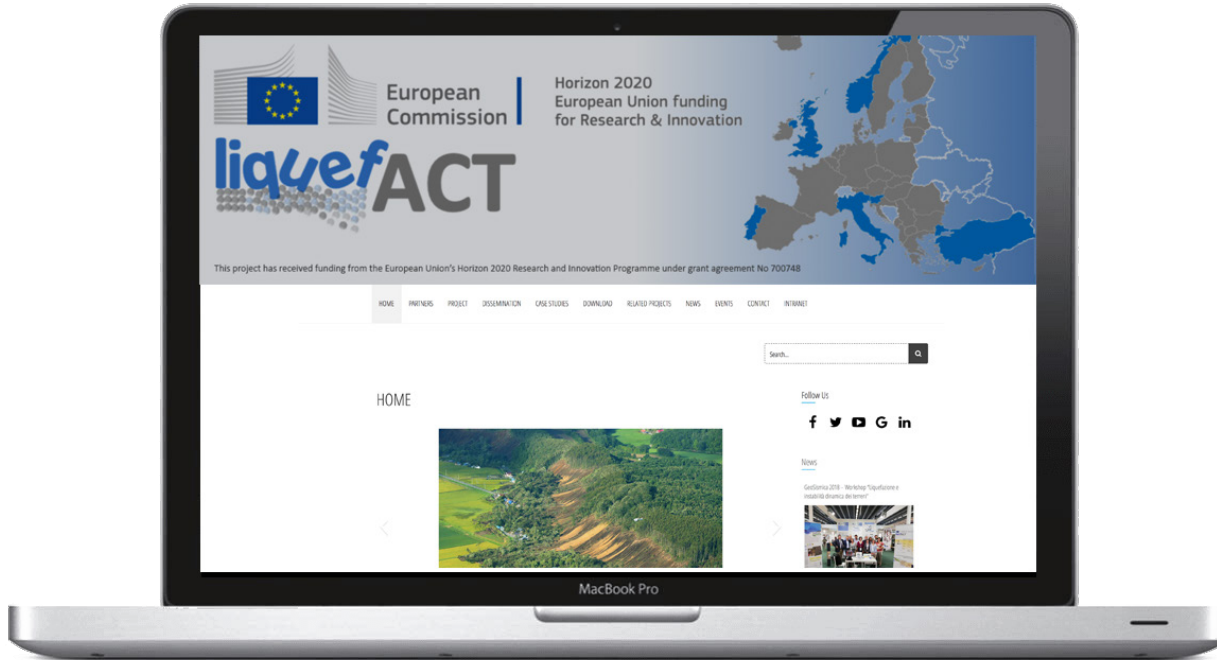 European
Commission
Horizon 2020
European Union funding
for Research & Innovation
liquefACT
This project has received funding from the European Union's Horizon 2020 Research and Innovation Programme under grant agreement No 700748
HOME PARTNERS PROJECT DISSEMINATION CASE STUDIES DOWNLOAD RELATED PROJECTS NEWS EVENTS CONTACT INTRANET
Search...
HOME
Follow Us
News
GeoSismica 2018 - Workshop "Liquefazione e
instabilità dinamica dei terreni"
MacBook Pro